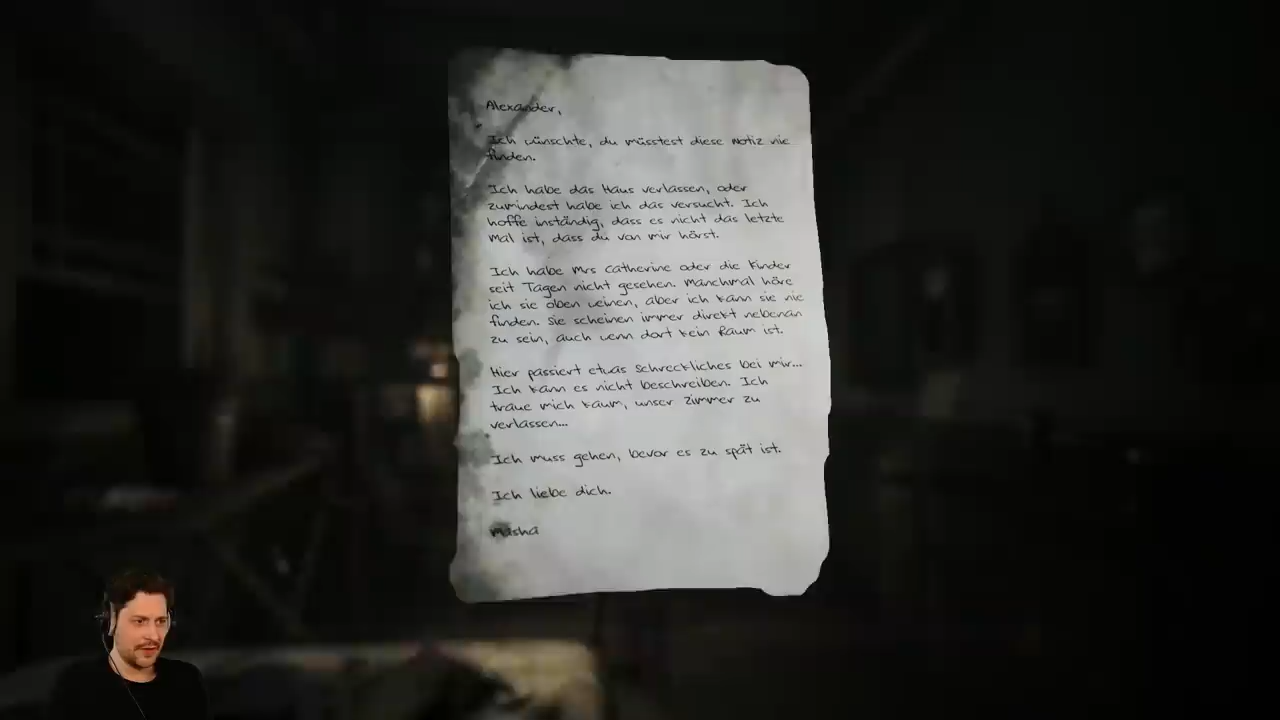 Alexander,
Ich wünschte, du müsstest diese Notiz nie
finden.
Ich habe das Haus verlassen, oder
zumindest habe ich das versucht. Ich
hoffe inständig, dass es nicht das letzte
Mal ist, dass du von mir hörst.
Ich habe Mrs Catherine oder die Kinder
seit Tagen nicht gesehen. Manchmal höre
ich sie oben weinen, aber ich kann sie nie
finden. Sie scheinen immer direkt nebenan
zu sein, auch wenn dort kein Raum ist.
Hier passiert etwas Schreckliches bei mir...
Ich kann es nicht beschreiben. Ich
traue mich kaum, unser Zimmer zu
verlassen...
Ich muss gehen, bevor es zu spät ist.
Ich liebe dich.
Masha